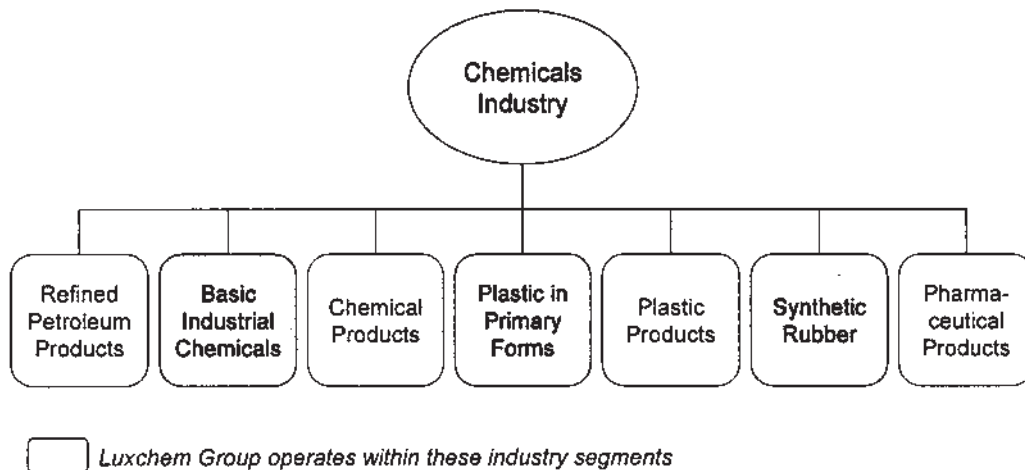 Chemicals
Industry
Refined
Petroleum
Products
Basic
Industrial
Chemicals
Chemical
Products
Plastic in
Primary
Forms
Plastic
Products
Synthetic
Rubber
Pharma-
ceutical
Products
Luxchem Group operates within these industry segments